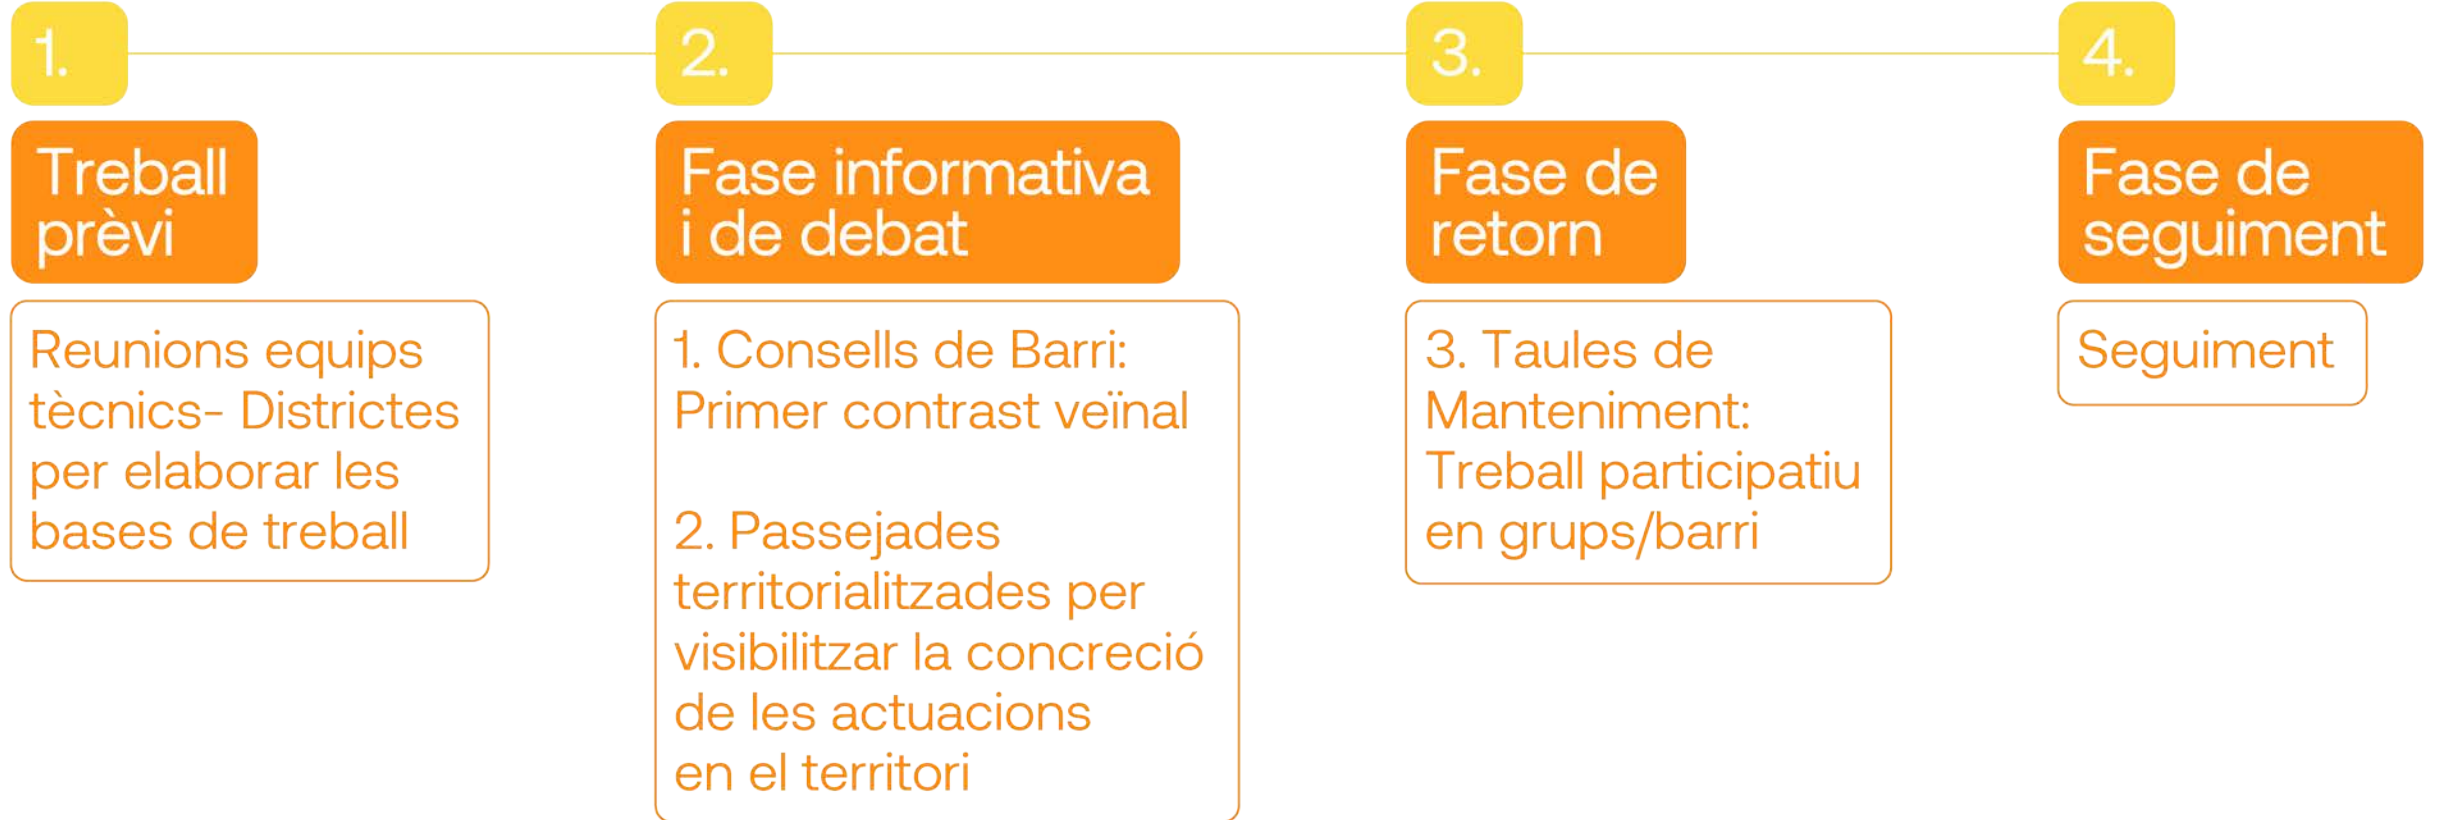 1.
Treball
prèvi
Reunions equips
tècnics- Districtes
per elaborar les
bases de treball
2.
Fase informativa
i de debat
1. Consells de Barri:
Primer contrast veïnal
2. Passejades
territorialitzades per
visibilitzar la concreció
de les actuacions
en el territori
3.
Fase de
retorn
3. Taules de
Manteniment:
Treball participatiu
en grups/barri
4.
Fase de
seguiment
Seguiment